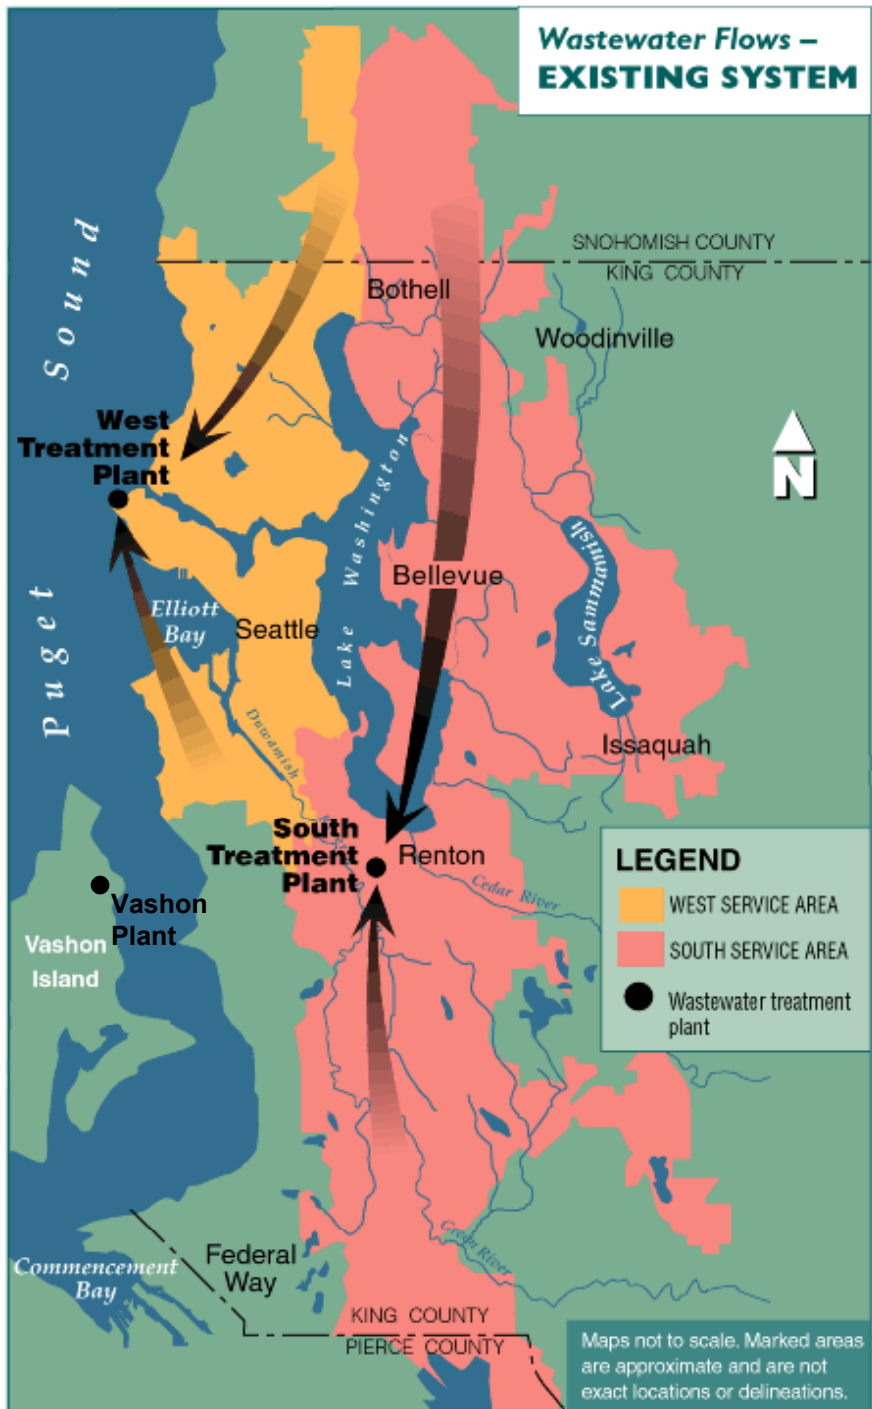 Wastewater Flows –
EXISTING SYSTEM
SNOHOMISH COUNTY
KING COUNTY
Bothell
Woodinville
Puget Sound
West
Treatment
Plant
N
Lake Washington
Bellevue
Lake Sammamish
Elliott
Bay
Seattle
Duwamish
Issaquah
South
Treatment
Plant
Renton
Cedar River
Vashon
Plant
Vashon
Island
LEGEND
WEST SERVICE AREA
SOUTH SERVICE AREA
Wastewater treatment
plant
Green River
Commencement
Bay
Federal
Way
KING COUNTY
PIERCE COUNTY
Maps not to scale. Marked areas
are approximate and are not
exact locations or delineations.